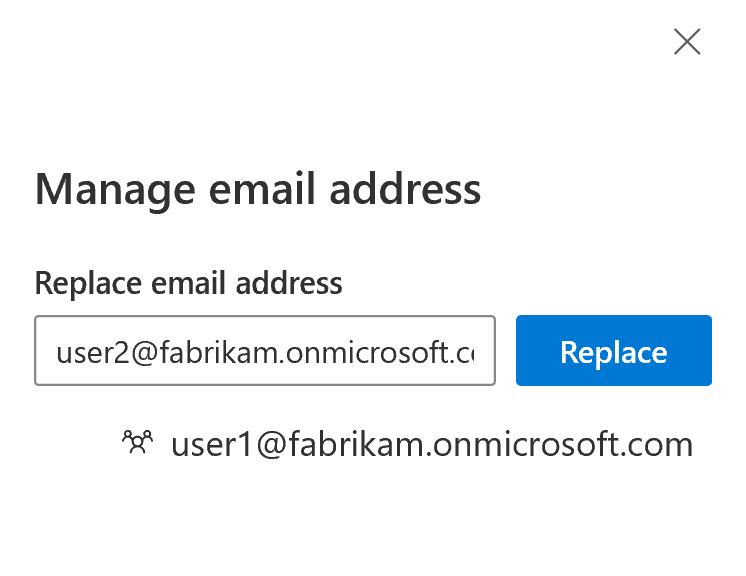 Manage email address
Replace email address
user2@fabrikam.onmicrosoft.c
Replace
user1@fabrikam.onmicrosoft.com